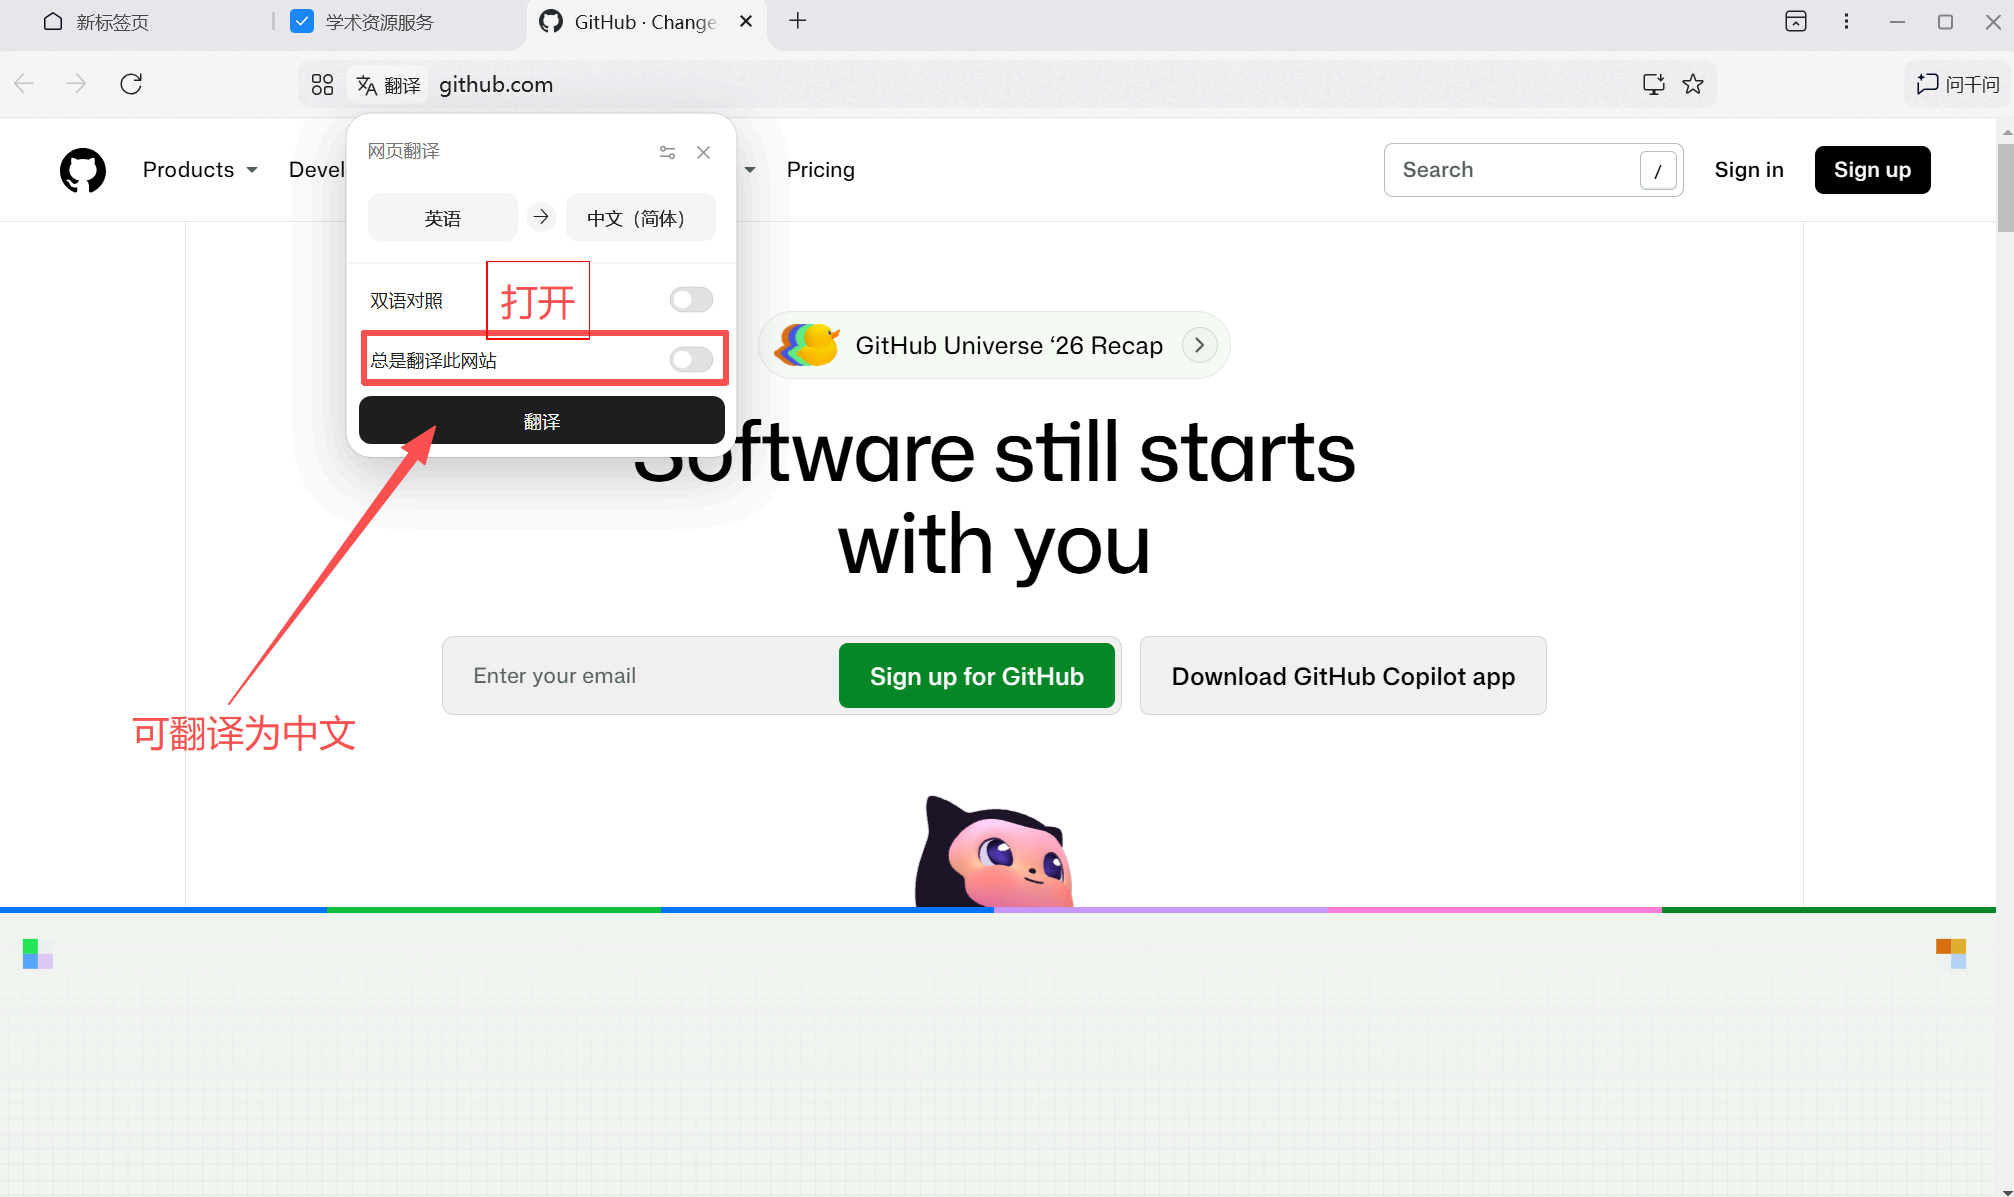 新标签页
学术资源服务
GitHub · Change
翻译
github.com
问千问
网页翻译
Products
Devel
Pricing
Search
/
Sign in
Sign up
英语
中文（简体）
双语对照
打开
总是翻译此网站
翻译
GitHub Universe ‘26 Recap
Software still starts
with you
Enter your email
Sign up for GitHub
Download GitHub Copilot app
可翻译为中文